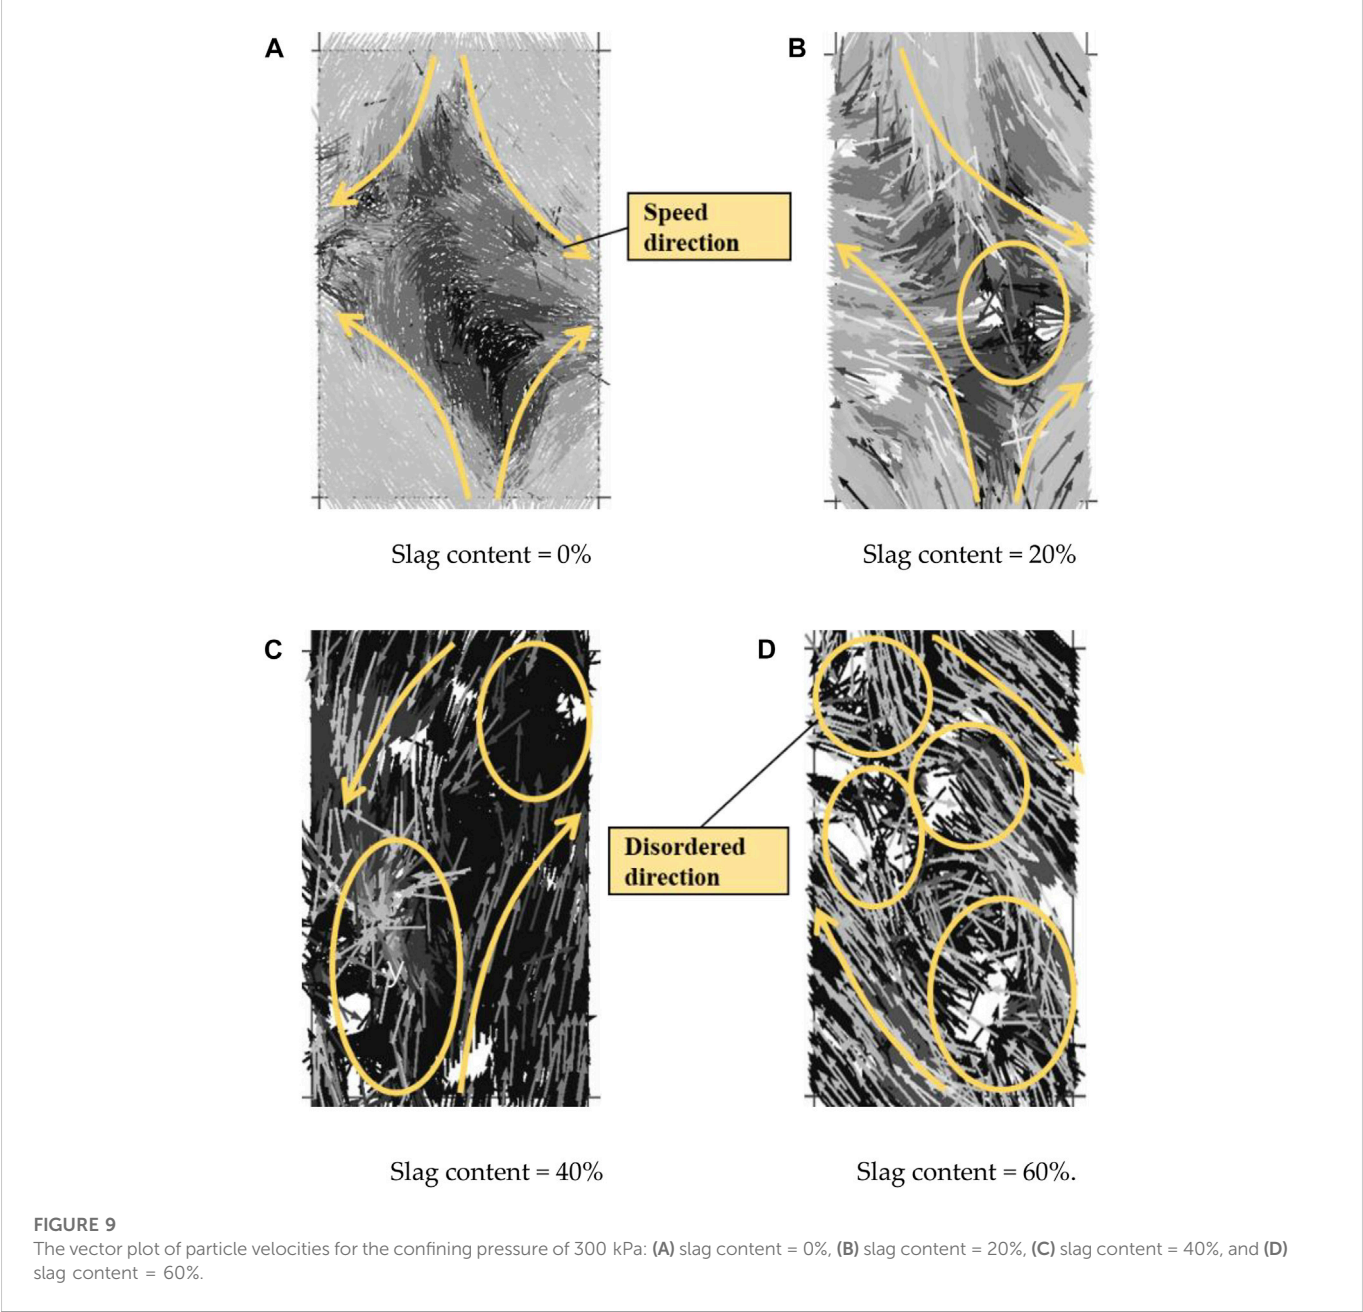 A
B
Speed
direction
Slag content = 0%
Slag content = 20%
C
D
Disordered
direction
Slag content = 40%
Slag content = 60%.
FIGURE 9
The vector plot of particle velocities for the confining pressure of 300 kPa: (A) slag content = 0%, (B) slag content = 20%, (C) slag content = 40%, and (D)
slag content = 60%.